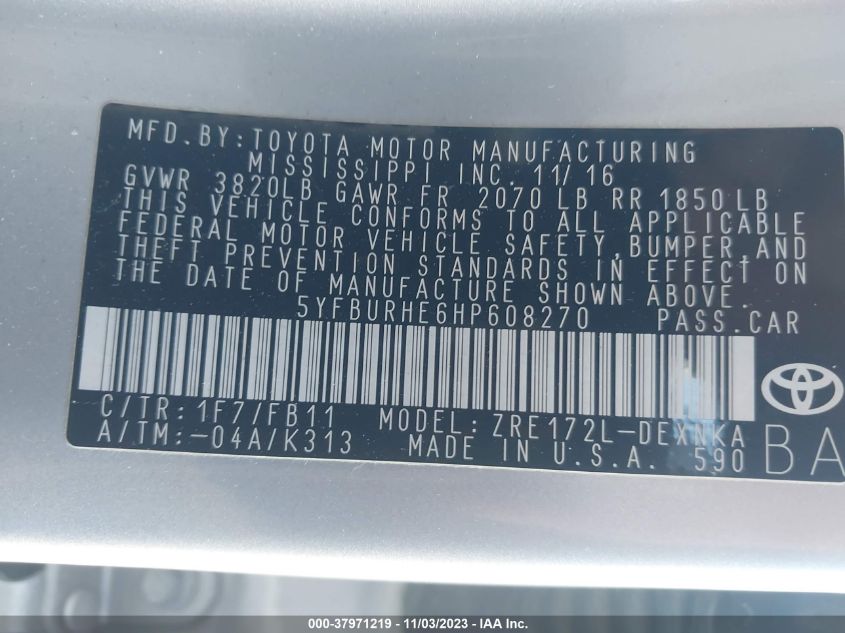 MFD.BY:TOYOTA MOTOR MANUFACTURING
MISSISSIPPI INC. 11/16
GVWR 3820LB GAWR FR 2070 LB RR 1850LB
THIS VEHICLE CONFORMS TO ALL APPLICABLE
FEDERAL MOTOR VEHICLE SAFETY,BUMPER,AND
THEFT PREVENTION STANDARDS IN EFFECT ON
THE DATE OF MANUFACTURE SHOWN ABOVE.
5YFBURHE6HP608270 PASS.CAR
C/TR:1F7/FB11 MODEL:ZRE172L-DEXNKA
A/TM:-04A/K313 MADE IN U.S.A. 590
BA
000-37971219 - 11/03/2023 - IAA Inc.